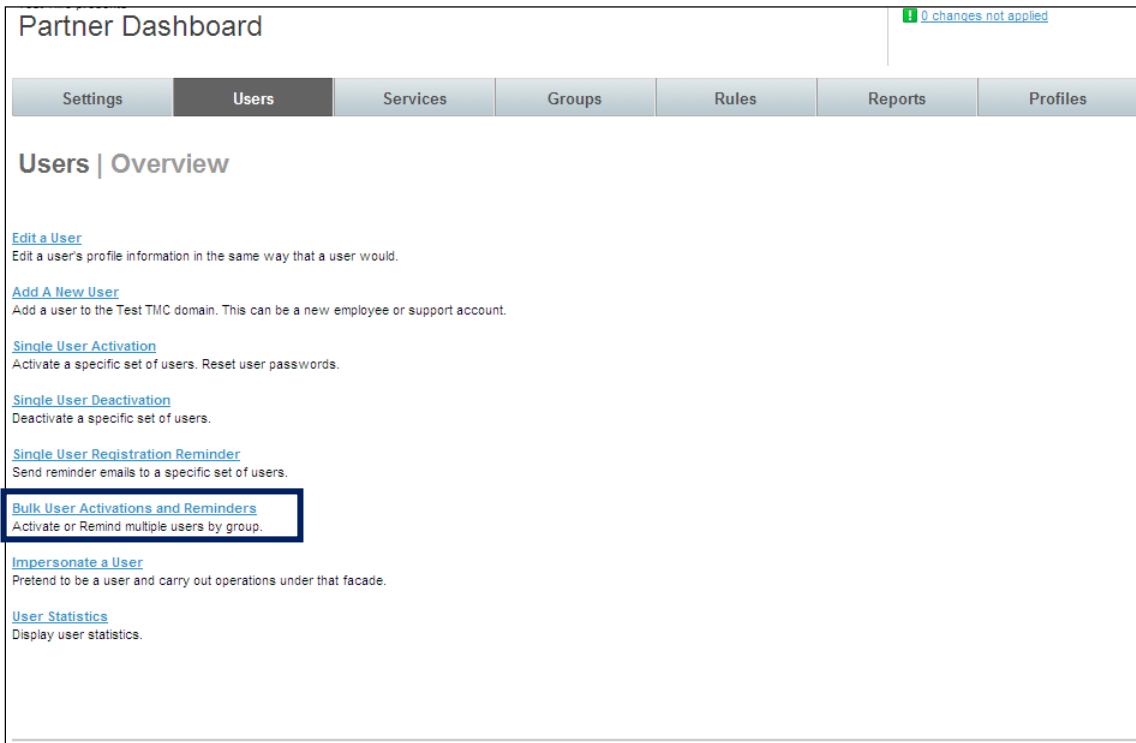 Partner Dashboard
! 0 changes not applied
Settings Users Services Groups Rules Reports Profiles
Users | Overview
Edit a User
Edit a user's profile information in the same way that a user would.
Add A New User
Add a user to the Test TMC domain. This can be a new employee or support account.
Single User Activation
Activate a specific set of users. Reset user passwords.
Single User Deactivation
Deactivate a specific set of users.
Single User Registration Reminder
Send reminder emails to a specific set of users.
Bulk User Activations and Reminders
Activate or Remind multiple users by group.
Impersonate a User
Pretend to be a user and carry out operations under that facade.
User Statistics
Display user statistics.